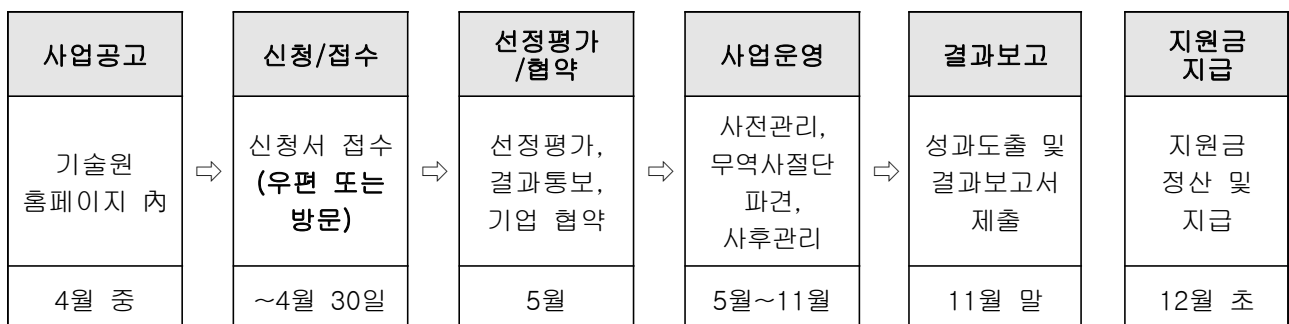 사업공고
기술원
홈페이지 內
4월 중
⇨
신청/접수
신청서 접수
(우편 또는
방문)
~4월 30일
⇨
선정평가
/협약
선정평가,
결과통보,
기업 협약
5월
⇨
사업운영
사전관리,
무역사절단
파견,
사후관리
5월~11월
⇨
결과보고
성과도출 및
결과보고서
제출
11월 말
지원금
지급
지원금
정산 및
지급
12월 초